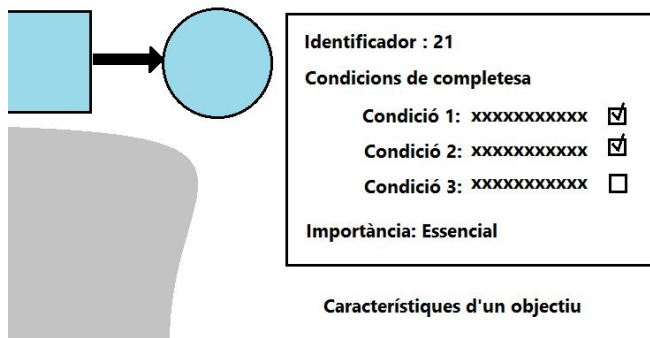 Identificador : 21
Condicions de completesa
Condició 1: xxxxxxxxxxx
Condició 2: xxxxxxxxxxx
Condició 3: xxxxxxxxxxx
Importància: Essencial
Característiques d'un objectiu